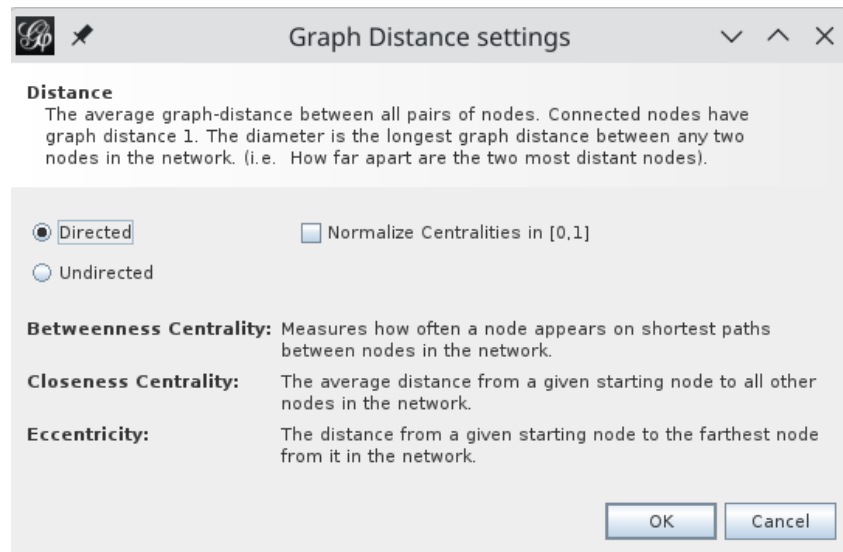 Graph Distance settings
Distance
The average graph-distance between all pairs of nodes. Connected nodes have
graph distance 1. The diameter is the longest graph distance between any two
nodes in the network. (i.e.  How far apart are the two most distant nodes).
Directed
Normalize Centralities in [0,1]
Undirected
Betweenness Centrality: Measures how often a node appears on shortest paths
between nodes in the network.
Closeness Centrality: The average distance from a given starting node to all other
nodes in the network.
Eccentricity: The distance from a given starting node to the farthest node
from it in the network.
OK
Cancel